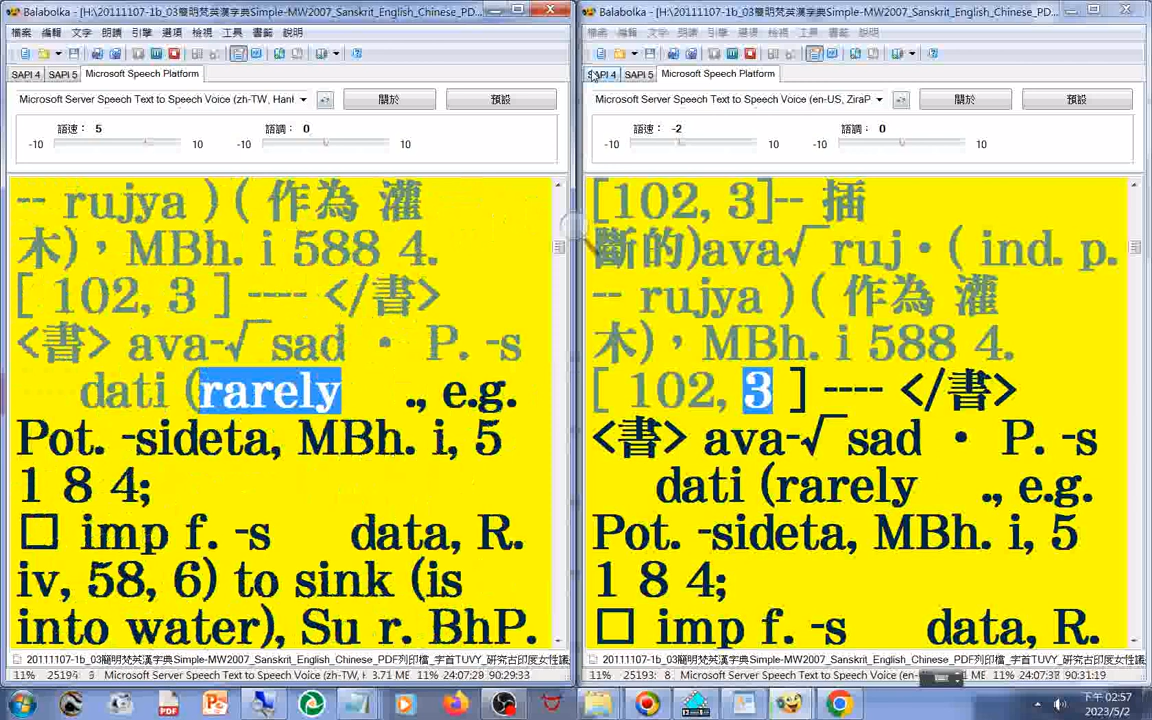 Balabolka - [H:\20111107-1b_03簡明梵英漢字典Simple-MW2007_Sanskrit_English_Chinese_PD...
檔案 編輯 文字 朗讀 引擎 選項 檢視 工具 書籤 說明
SAPI 4 SAPI 5 Microsoft Speech Platform
Microsoft Server Speech Text to Speech Voice (zh-TW, Hanl 關於 預設
語速： 5 語調： 0
-10 10 -10 10
-- rujya ) ( 作為 灌
木)，MBh. i 588 4.
[ 102, 3 ] ---- </書>
<書> ava-√ sad • P. -s
dati (rarely ., e.g.
Pot. -sideta, MBh. i, 5
1 8 4;
□ imp f. -s data, R.
iv, 58, 6) to sink (is
into water), Su r. BhP.
20111107-1b_03簡明梵英漢字典Simple-MW2007_Sanskrit_English_Chinese_PDF列印檔_字首TUVY_研究古印度女性議
11% 25194 9 Microsoft Server Speech Text to Speech Voice (zh-TW, H 3.71 ME 11% 24:07:29 90:29:33
Balabolka - [H:\20111107-1b_03簡明梵英漢字典Simple-MW2007_Sanskrit_English_Chinese_PD...
檔案 編輯 文字 朗讀 引擎 選項 檢視 工具 書籤 說明
SAPI 4 SAPI 5 Microsoft Speech Platform
Microsoft Server Speech Text to Speech Voice (en-US, ZiraP 關於 預設
語速： -2 語調： 0
-10 10 -10 10
[102, 3]-- 插
斷的)ava√ ruj•( ind. p.
-- rujya ) ( 作為 灌
木)，MBh. i 588 4.
[ 102, 3 ] ---- </書>
<書> ava-√ sad • P. -s
dati (rarely ., e.g.
Pot. -sideta, MBh. i, 5
1 8 4;
□ imp f. -s data, R.
20111107-1b_03簡明梵英漢字典Simple-MW2007_Sanskrit_English_Chinese_PDF列印檔_字首TUVY_研究古印度女性議
11% 25193: 8 Microsoft Server Speech Text to Speech Voice (en-US, ME 11% 24:07:3 90:31:19
下午 02:57
2023/5/2